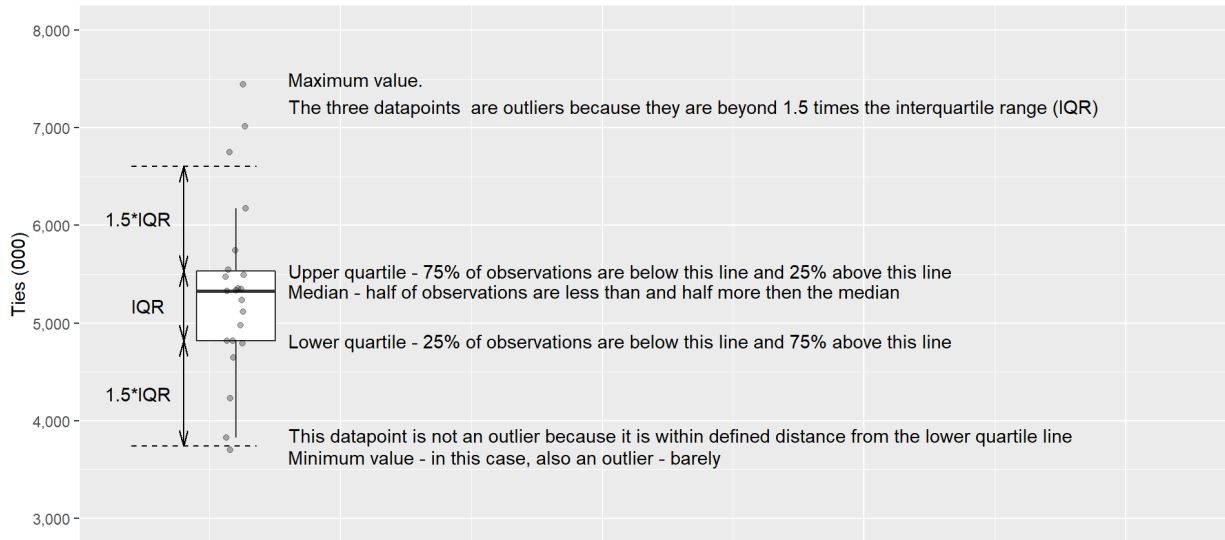 8,000
Maximum value.
The three datapoints  are outliers because they are beyond 1.5 times the interquartile range (IQR)
7,000
1.5*IQR
6,000
Ties (000)
Upper quartile - 75% of observations are below this line and 25% above this line
Median - half of observations are less than and half more then the median
IQR
5,000
Lower quartile - 25% of observations are below this line and 75% above this line
1.5*IQR
4,000
This datapoint is not an outlier because it is within defined distance from the lower quartile line
Minimum value - in this case, also an outlier - barely
3,000